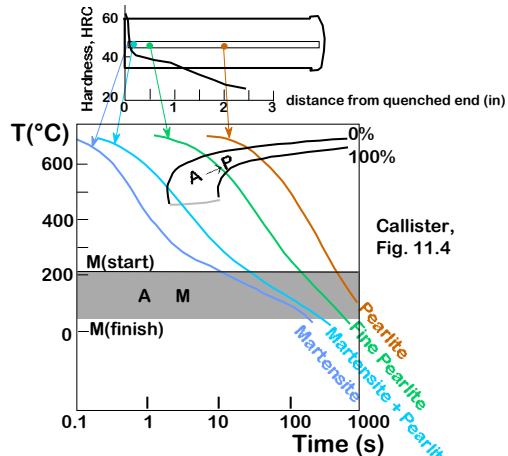 Hardness, HRC
60
40
20
0 1 2 3
distance from quenched end (in)
T(°C)
0%
100%
600
A → P
400
Callister,
Fig. 11.4
M(start)
200
A M
0
M(finish)
Pearlite
Fine Pearlite
Martensite + Pearlite
Martensite
0.1 1 10 100 1000
Time (s)